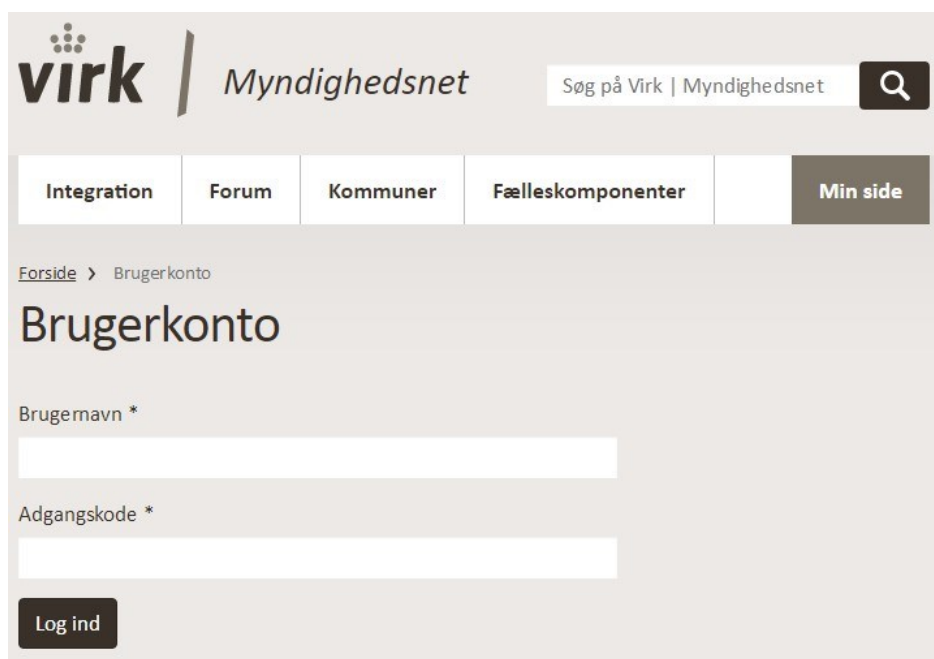 virk Myndighedsnet
Søg på Virk | Myndighedsnet
Integration Forum Kommuner Fælleskomponenter Min side
Forside > Brugerkonto
Brugerkonto
Brugernavn *
Adgangskode *
Log ind